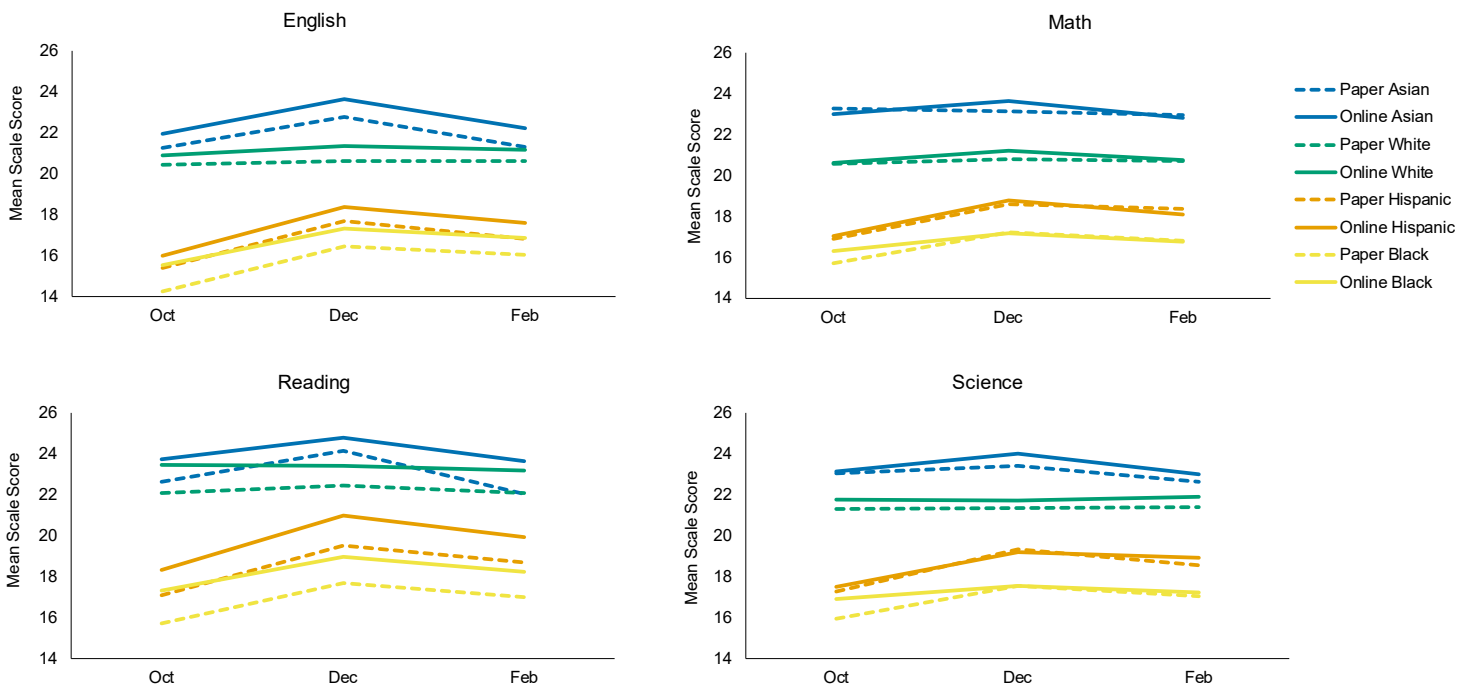 English
Mean Scale Score
26
24
22
20
18
16
14
Oct Dec Feb
Math
Mean Scale Score
26
24
22
20
18
16
14
Oct Dec Feb
Paper Asian
Online Asian
Paper White
Online White
Paper Hispanic
Online Hispanic
Paper Black
Online Black
Reading
Mean Scale Score
26
24
22
20
18
16
14
Oct Dec Feb
Science
Mean Scale Score
26
24
22
20
18
16
14
Oct Dec Feb